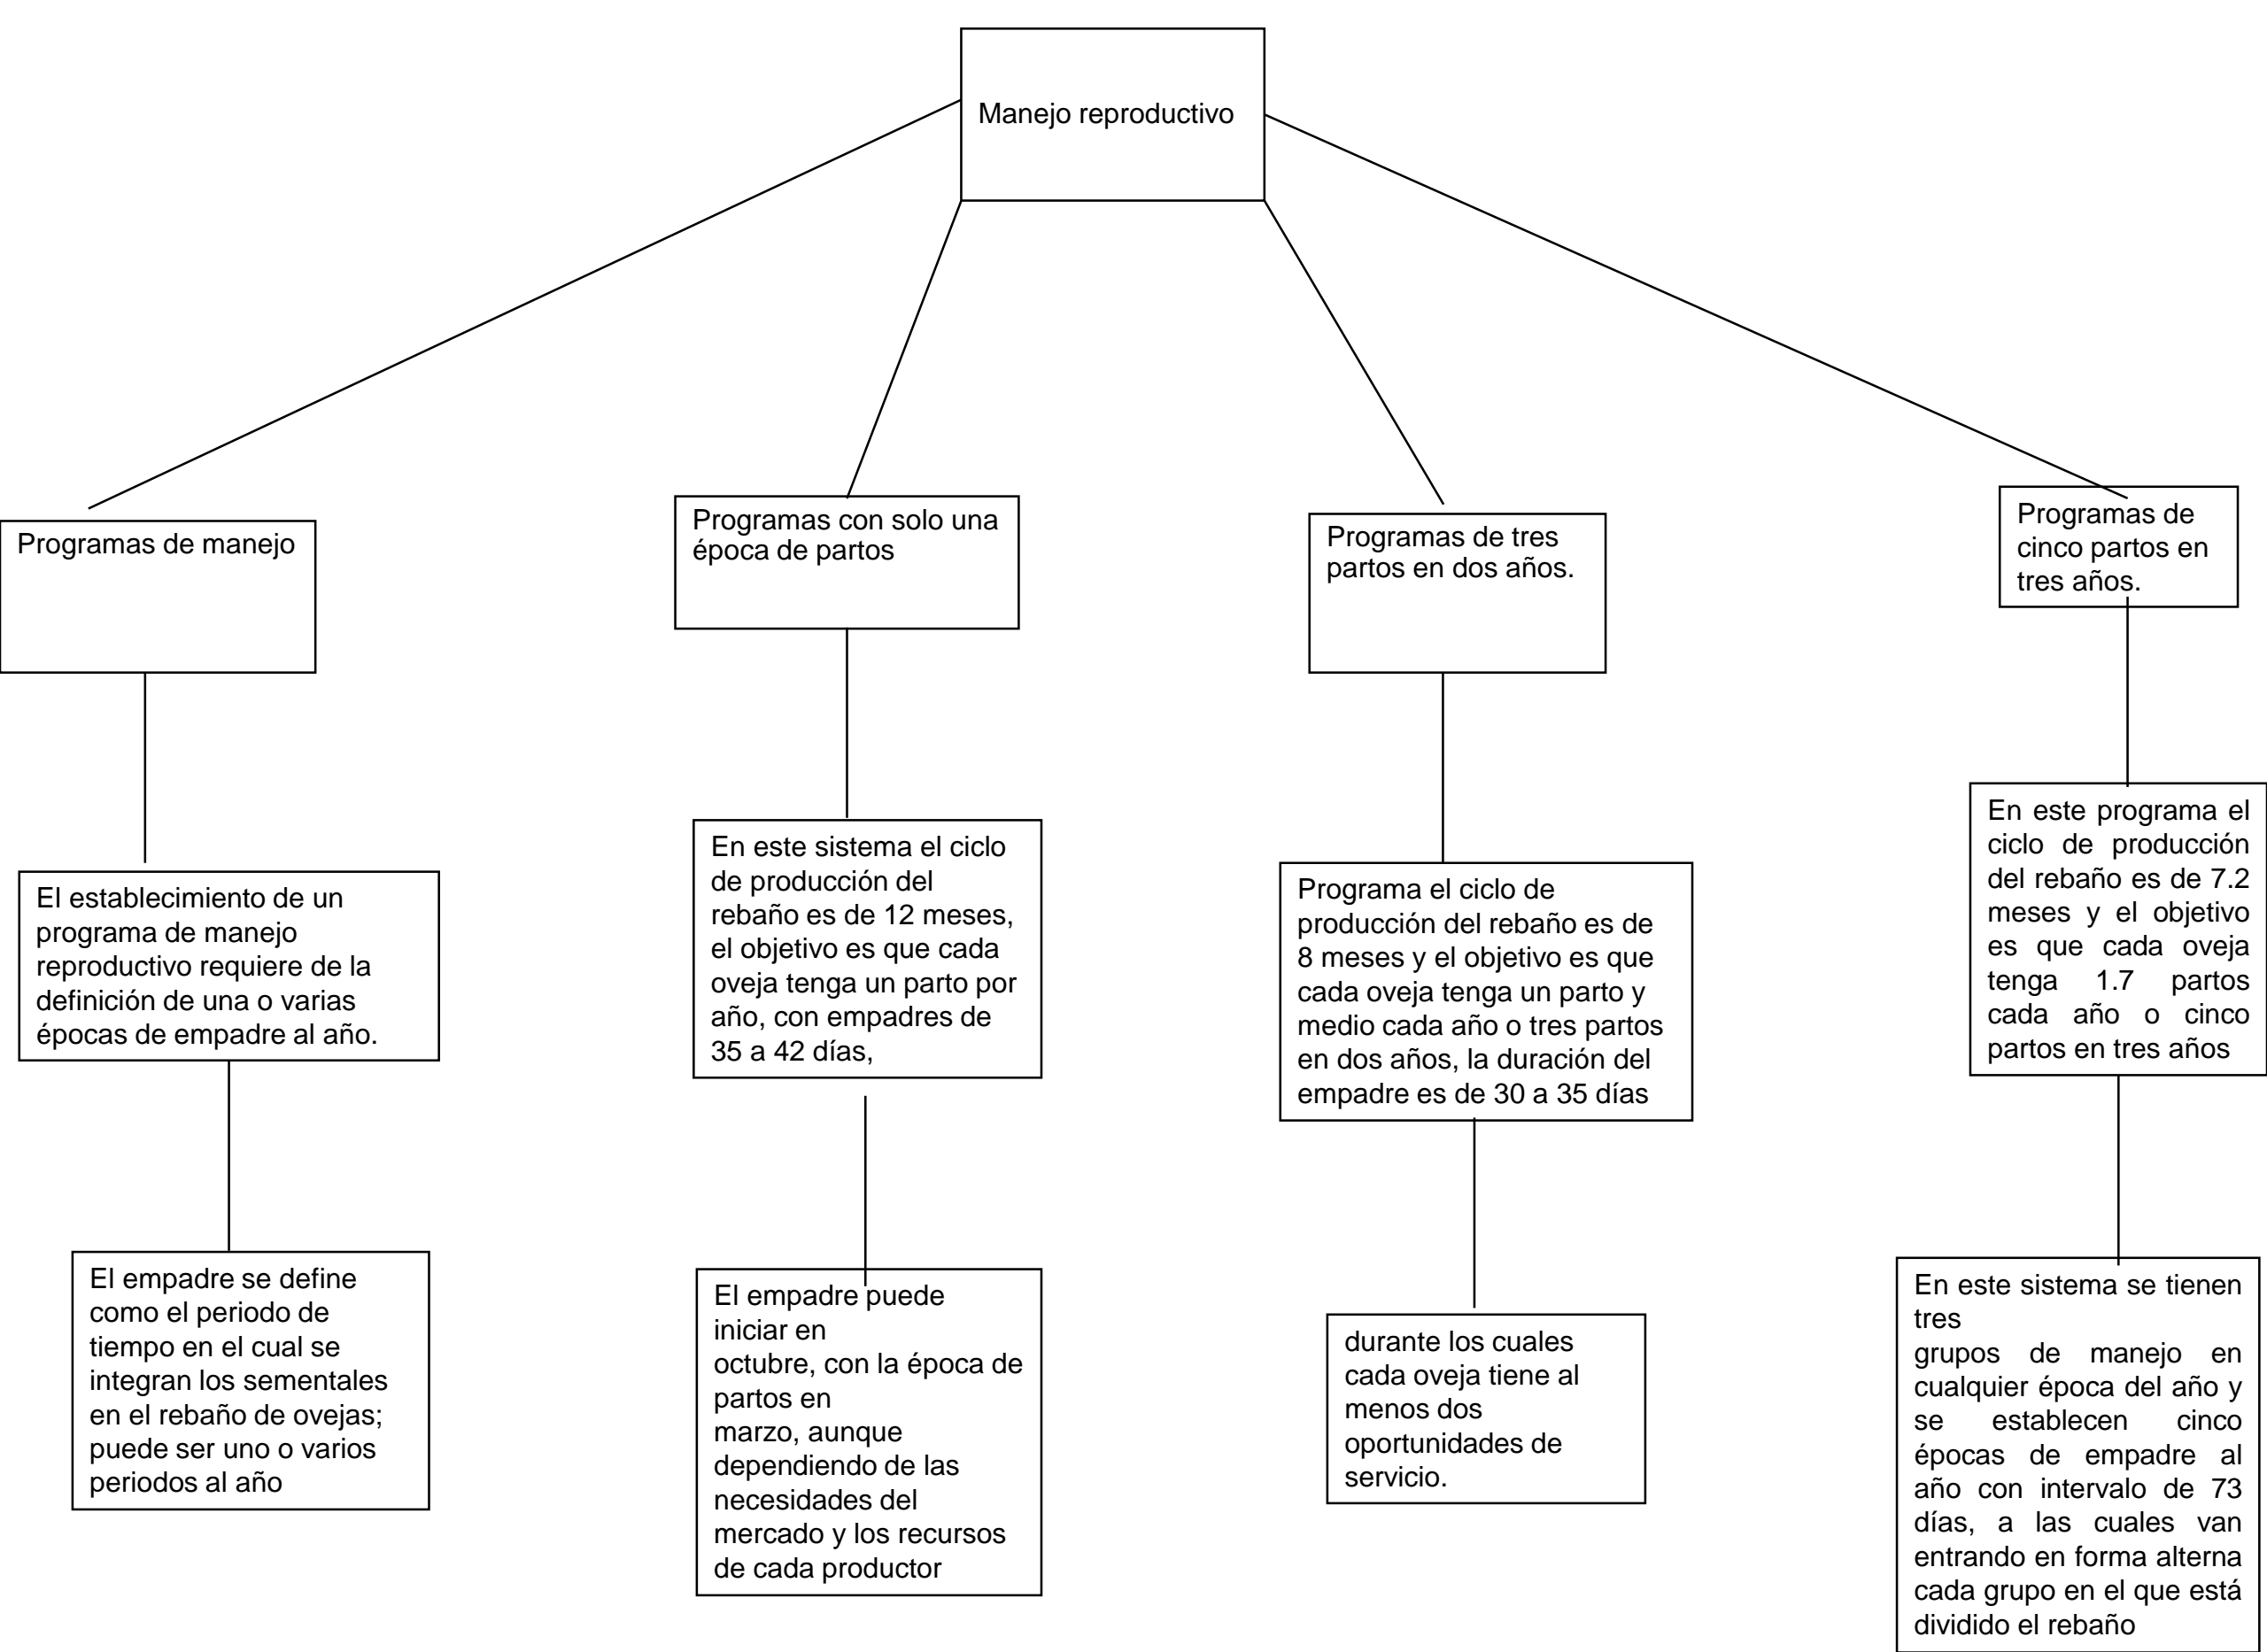 Manejo reproductivo
Programas de manejo
Programas con solo una
época de partos
Programas de tres
partos en dos años.
Programas de
cinco partos en
tres años.
El establecimiento de un
programa de manejo
reproductivo requiere de la
definición de una o varias
épocas de empadre al año.
En este sistema el ciclo
de producción del
rebaño es de 12 meses,
el objetivo es que cada
oveja tenga un parto por
año, con empadres de
35 a 42 días,
Programa el ciclo de
producción del rebaño es de
8 meses y el objetivo es que
cada oveja tenga un parto y
medio cada año o tres partos
en dos años, la duración del
empadre es de 30 a 35 días
En este programa el
ciclo de producción
del rebaño es de 7.2
meses y el objetivo
es que cada oveja
tenga 1.7 partos
cada año o cinco
partos en tres años
El empadre se define
como el periodo de
tiempo en el cual se
integran los sementales
en el rebaño de ovejas;
puede ser uno o varios
periodos al año
El empadre puede
iniciar en
octubre, con la época de
partos en
marzo, aunque
dependiendo de las
necesidades del
mercado y los recursos
de cada productor
durante los cuales
cada oveja tiene al
menos dos
oportunidades de
servicio.
En este sistema se tienen
tres
grupos de manejo en
cualquier época del año y
se establecen cinco
épocas de empadre al
año con intervalo de 73
días, a las cuales van
entrando en forma alterna
cada grupo en el que está
dividido el rebaño